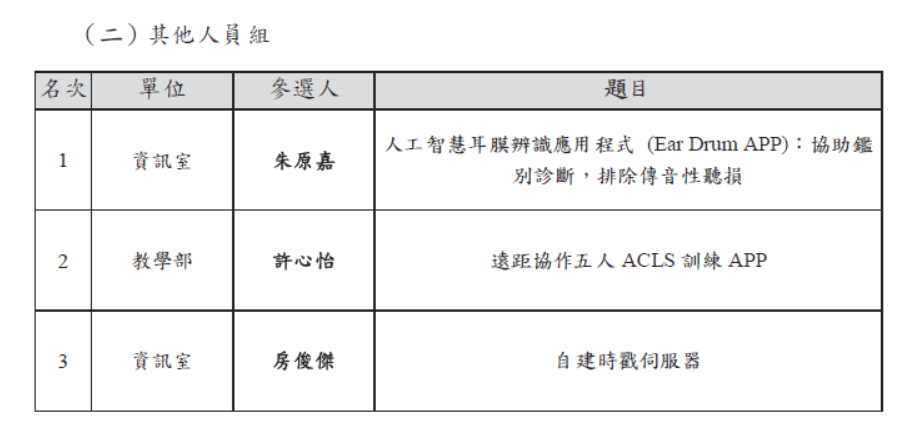 （二）其他人員組
名次 單位 參選人 題目
1 資訊室 朱原嘉 人工智慧耳膜辨識應用程式 (Ear Drum APP)：協助鑑
別診斷，排除傳音性聽損
2 教學部 許心怡 遠距協作五人 ACLS 訓練 APP
3 資訊室 房俊傑 自建時戳伺服器